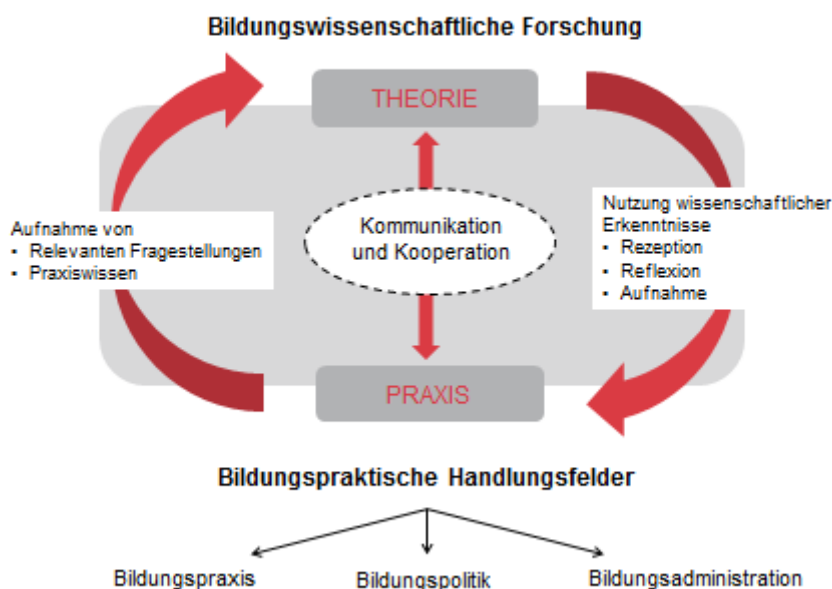 Bildungswissenschaftliche Forschung
THEORIE
Aufnahme von
▪ Relevanten Fragestellungen
▪ Praxiswissen
Kommunikation
und Kooperation
Nutzung wissenschaftlicher
Erkenntnisse
▪ Rezeption
▪ Reflexion
▪ Aufnahme
PRAXIS
Bildungspraktische Handlungsfelder
Bildungspraxis
Bildungspolitik
Bildungsadministration